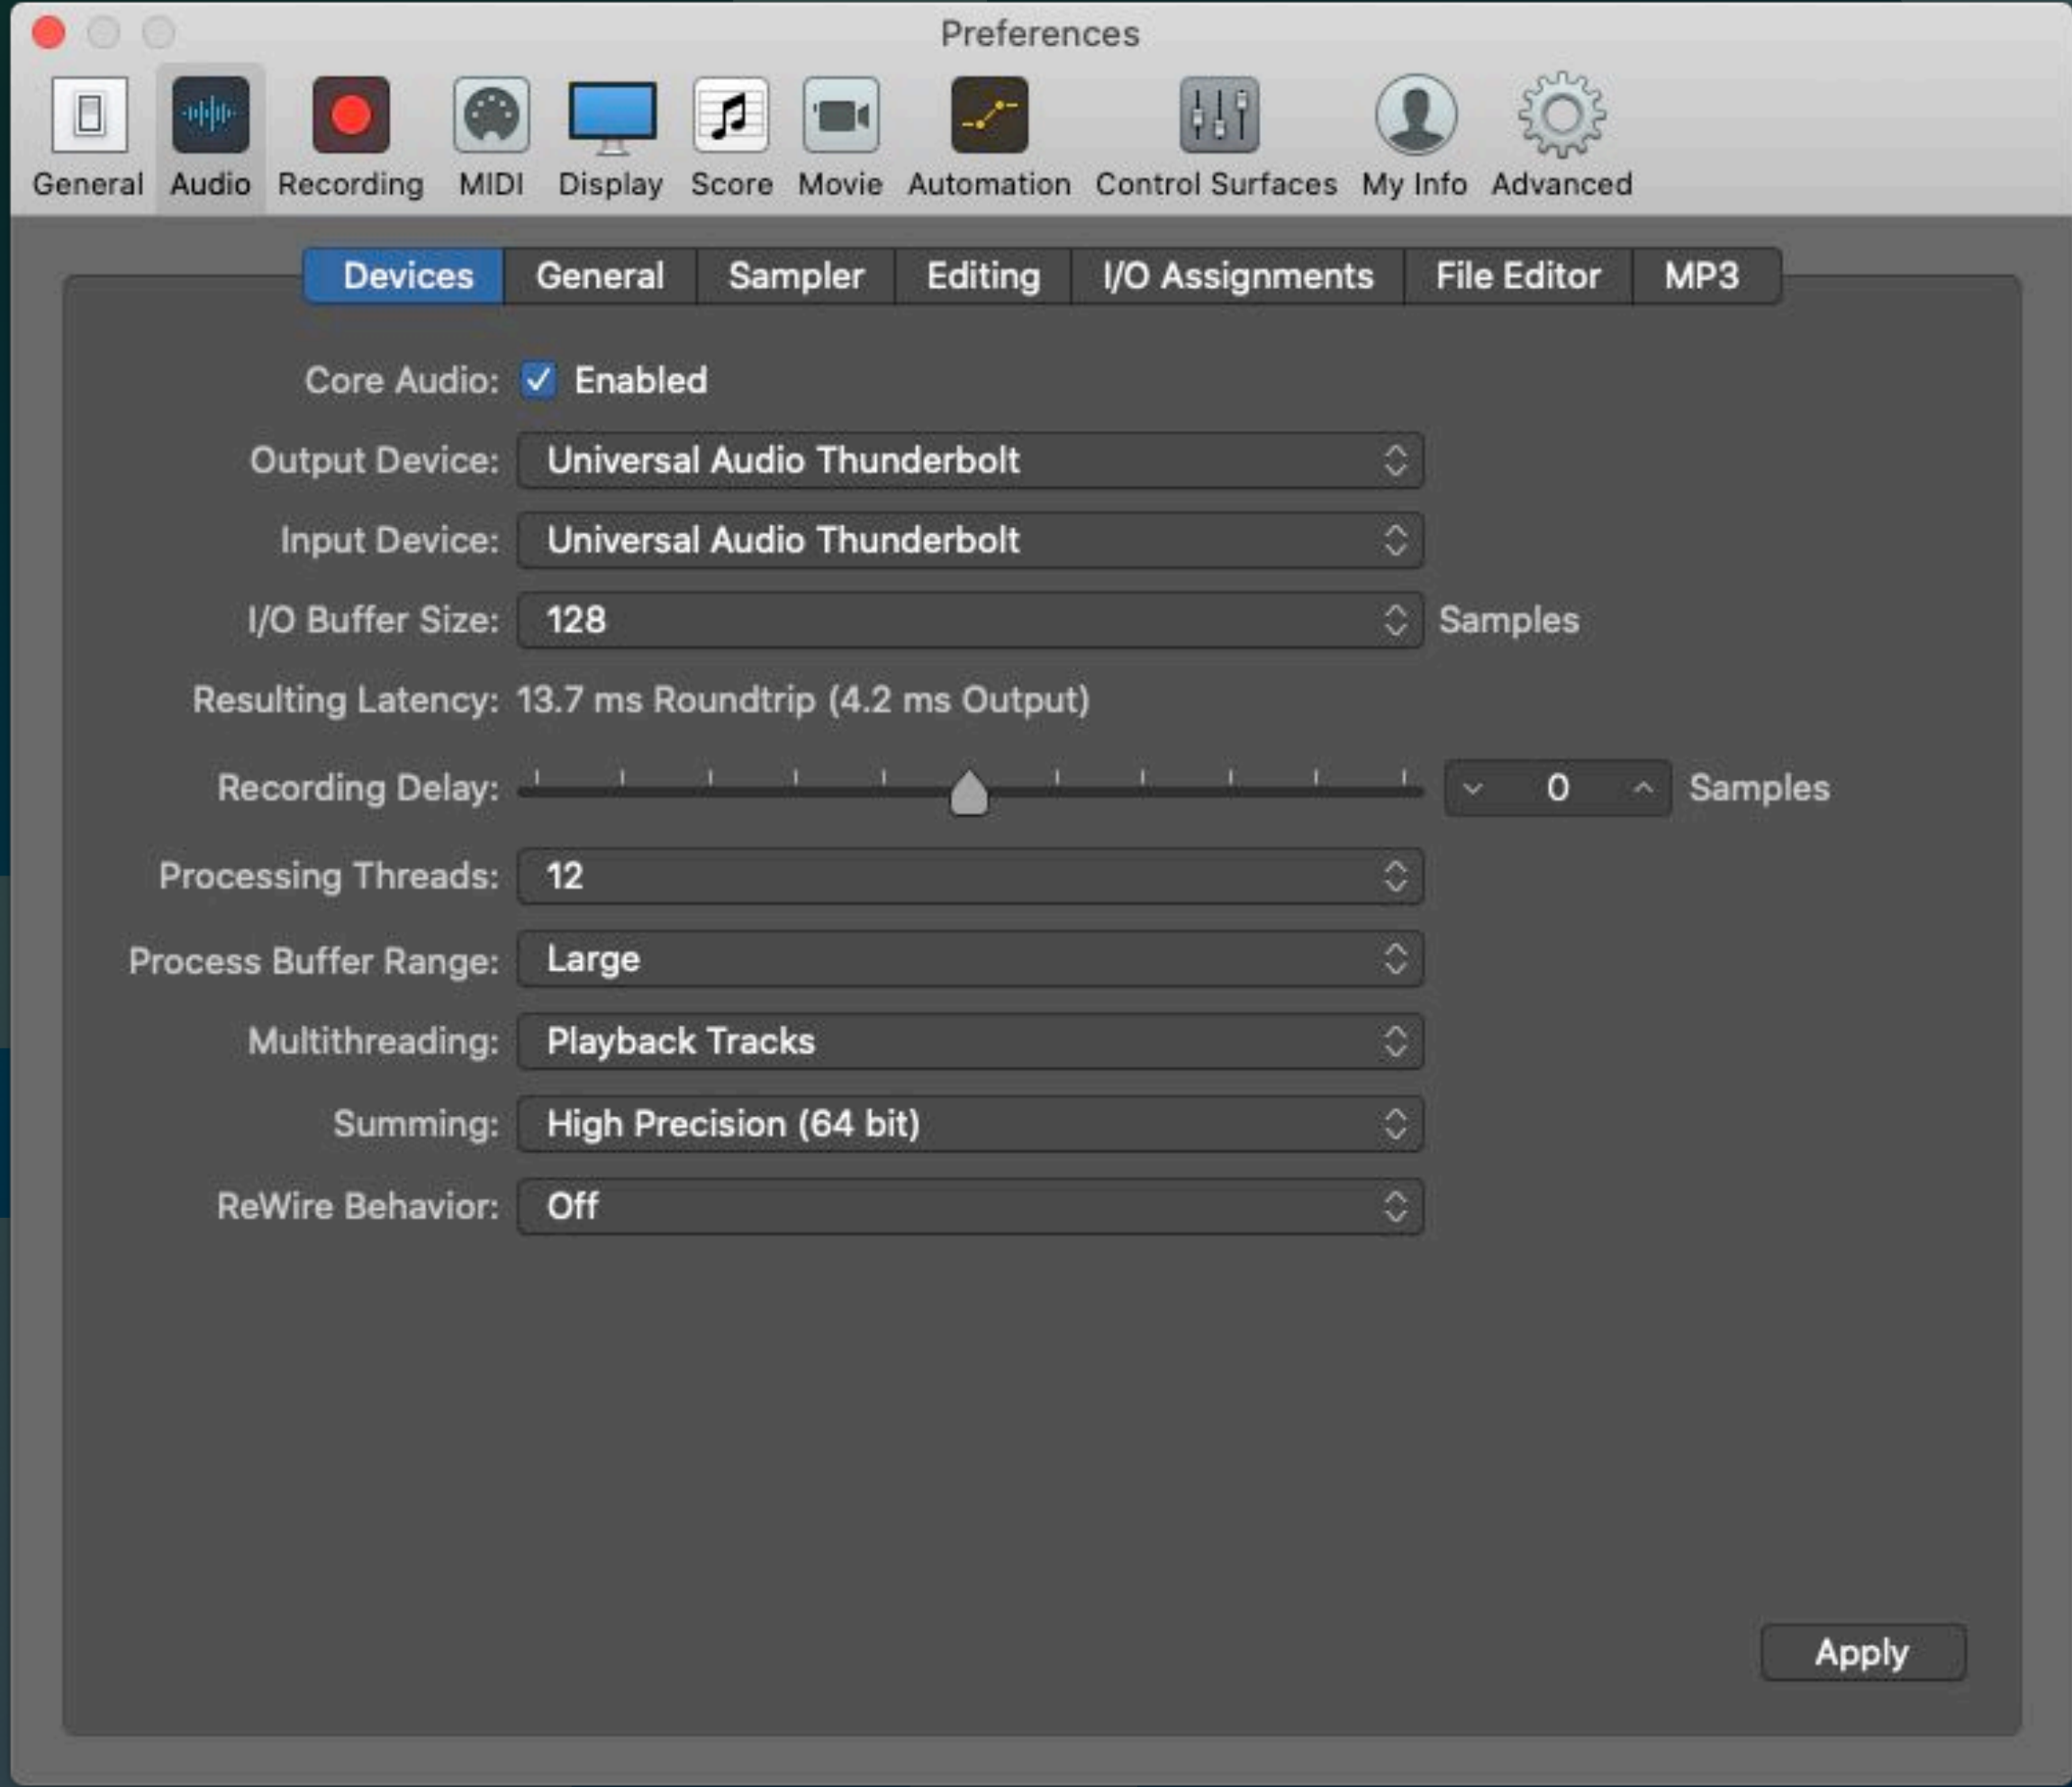 Preferences
General Audio Recording MIDI Display Score Movie Automation Control Surfaces My Info Advanced
Devices General Sampler Editing I/O Assignments File Editor MP3
Core Audio: Enabled
Output Device: Universal Audio Thunderbolt
Input Device: Universal Audio Thunderbolt
I/O Buffer Size: 128 Samples
Resulting Latency: 13.7 ms Roundtrip (4.2 ms Output)
Recording Delay: 0 Samples
Processing Threads: 12
Process Buffer Range: Large
Multithreading: Playback Tracks
Summing: High Precision (64 bit)
ReWire Behavior: Off
Apply